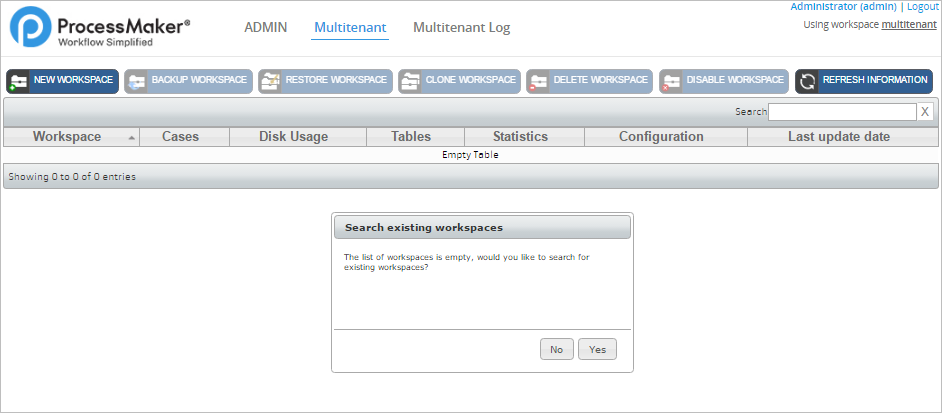 Administrator (admin) | Logout
ProcessMaker®
Workflow Simplified
ADMIN Multitenant Multitenant Log
Using workspace multitenant
NEW WORKSPACE BACKUP WORKSPACE RESTORE WORKSPACE CLONE WORKSPACE DELETE WORKSPACE DISABLE WORKSPACE REFRESH INFORMATION
Search X
Workspace Cases Disk Usage Tables Statistics Configuration Last update date
Empty Table
Showing 0 to 0 of 0 entries
Search existing workspaces
The list of workspaces is empty, would you like to search for
existing workspaces?
No Yes